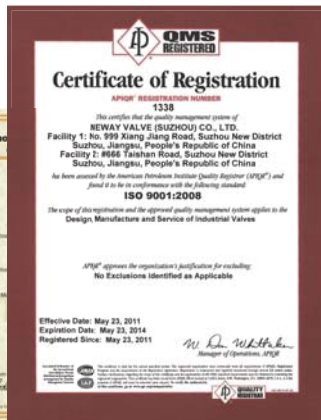 API
QMS
REGISTERED
Certificate of Registration
APIQR® REGISTRATION NUMBER
1338
This certifies that the quality management system of
NEWAY VALVE (SUZHOU) CO., LTD.
Facility 1: No. 999 Xiang Jiang Road, Suzhou New District
Suzhou, Jiangsu, People's Republic of China
Facility 2: #666 Taishan Road, Suzhou New District
Suzhou, Jiangsu, People's Republic of China
has been assessed by the American Petroleum Institute Quality Registrar (APIQR®) and
found it to be in conformance with the following standard:
ISO 9001:2008
The scope of this registration and the approved quality management system applies to the
Design, Manufacture and Service of Industrial Valves
APIQR® approves the organization's justification for excluding:
No Exclusions Identified as Applicable
Effective Date: May 23, 2011
Expiration Date: May 23, 2014
Registered Since: May 23, 2011
Manager of Operations, APIQR
QUALITY
REGISTRAR